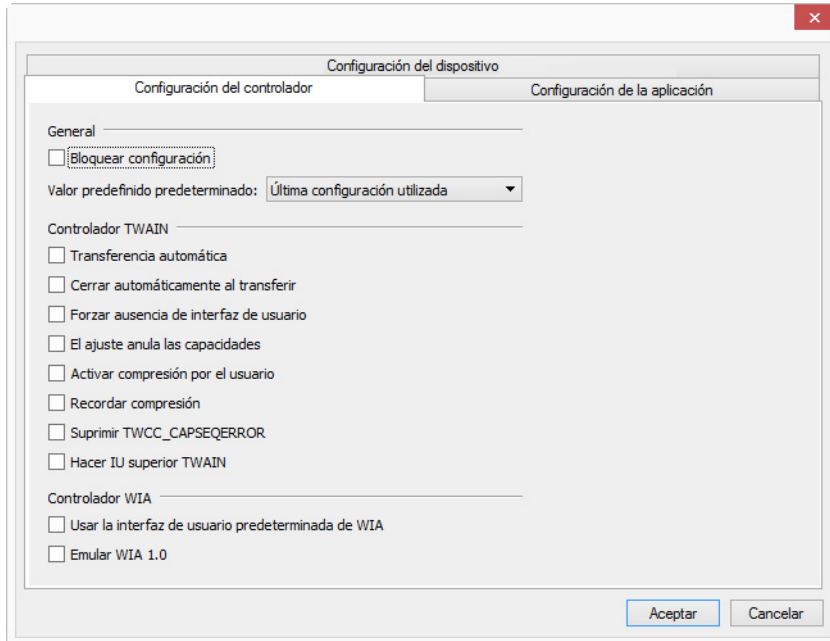 Configuración del dispositivo
Configuración del controlador
Configuración de la aplicación
General
Bloquear configuración
Valor predefinido predeterminado: Última configuración utilizada
Controlador TWAIN
Transferencia automática
Cerrar automáticamente al transferir
Forzar ausencia de interfaz de usuario
El ajuste anula las capacidades
Activar compresión por el usuario
Recordar compresión
Suprimir TWCC_CAPSEQERROR
Hacer IU superior TWAIN
Controlador WIA
Usar la interfaz de usuario predeterminada de WIA
Emular WIA 1.0
Aceptar
Cancelar